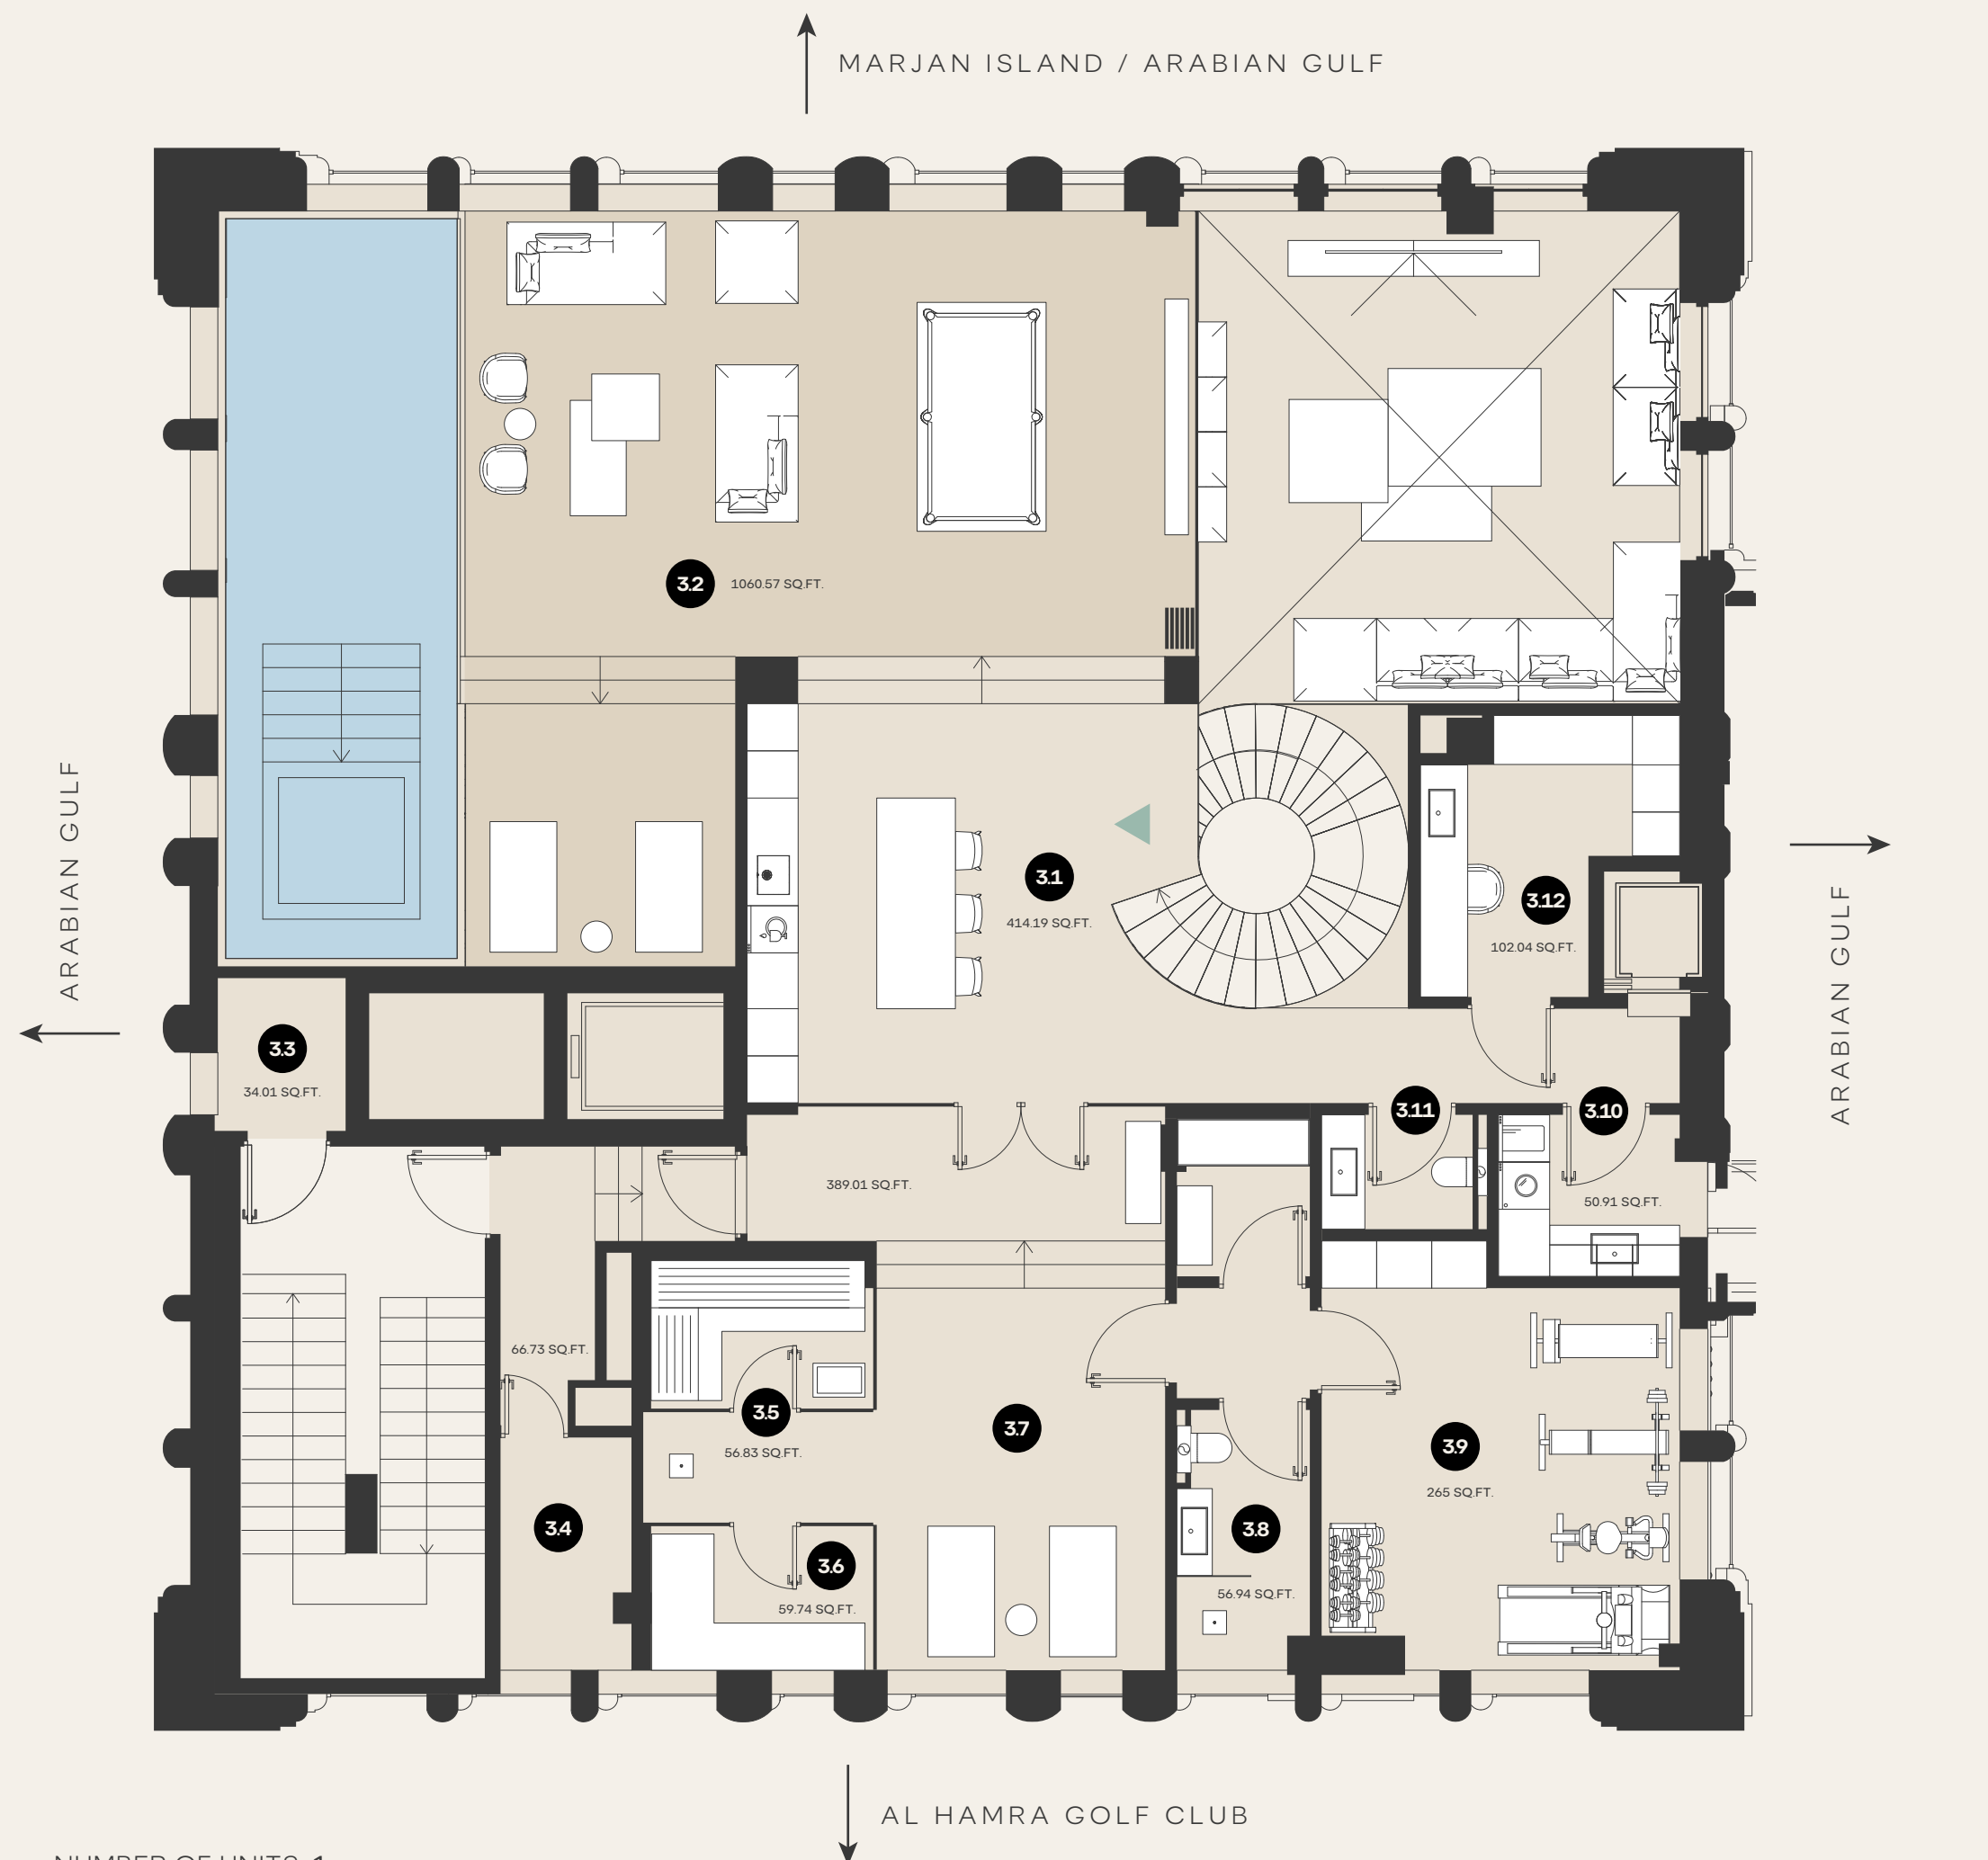 MARJAN ISLAND / ARABIAN GULF
3.2 1060.57 SQ.FT.
ARABIAN GULF
3.1
414.19 SQ.FT.
3.12
102.04 SQ.FT.
ARABIAN GULF
3.3
34.01 SQ.FT.
3.11
3.10
389.01 SQ.FT.
50.91 SQ.FT.
66.73 SQ.FT.
3.5
56.83 SQ.FT.
3.7
3.9
265 SQ.FT.
3.4
3.8
3.6
56.94 SQ.FT.
59.74 SQ.FT.
AL HAMRA GOLF CLUB
NUMBER OF UNITS: 1